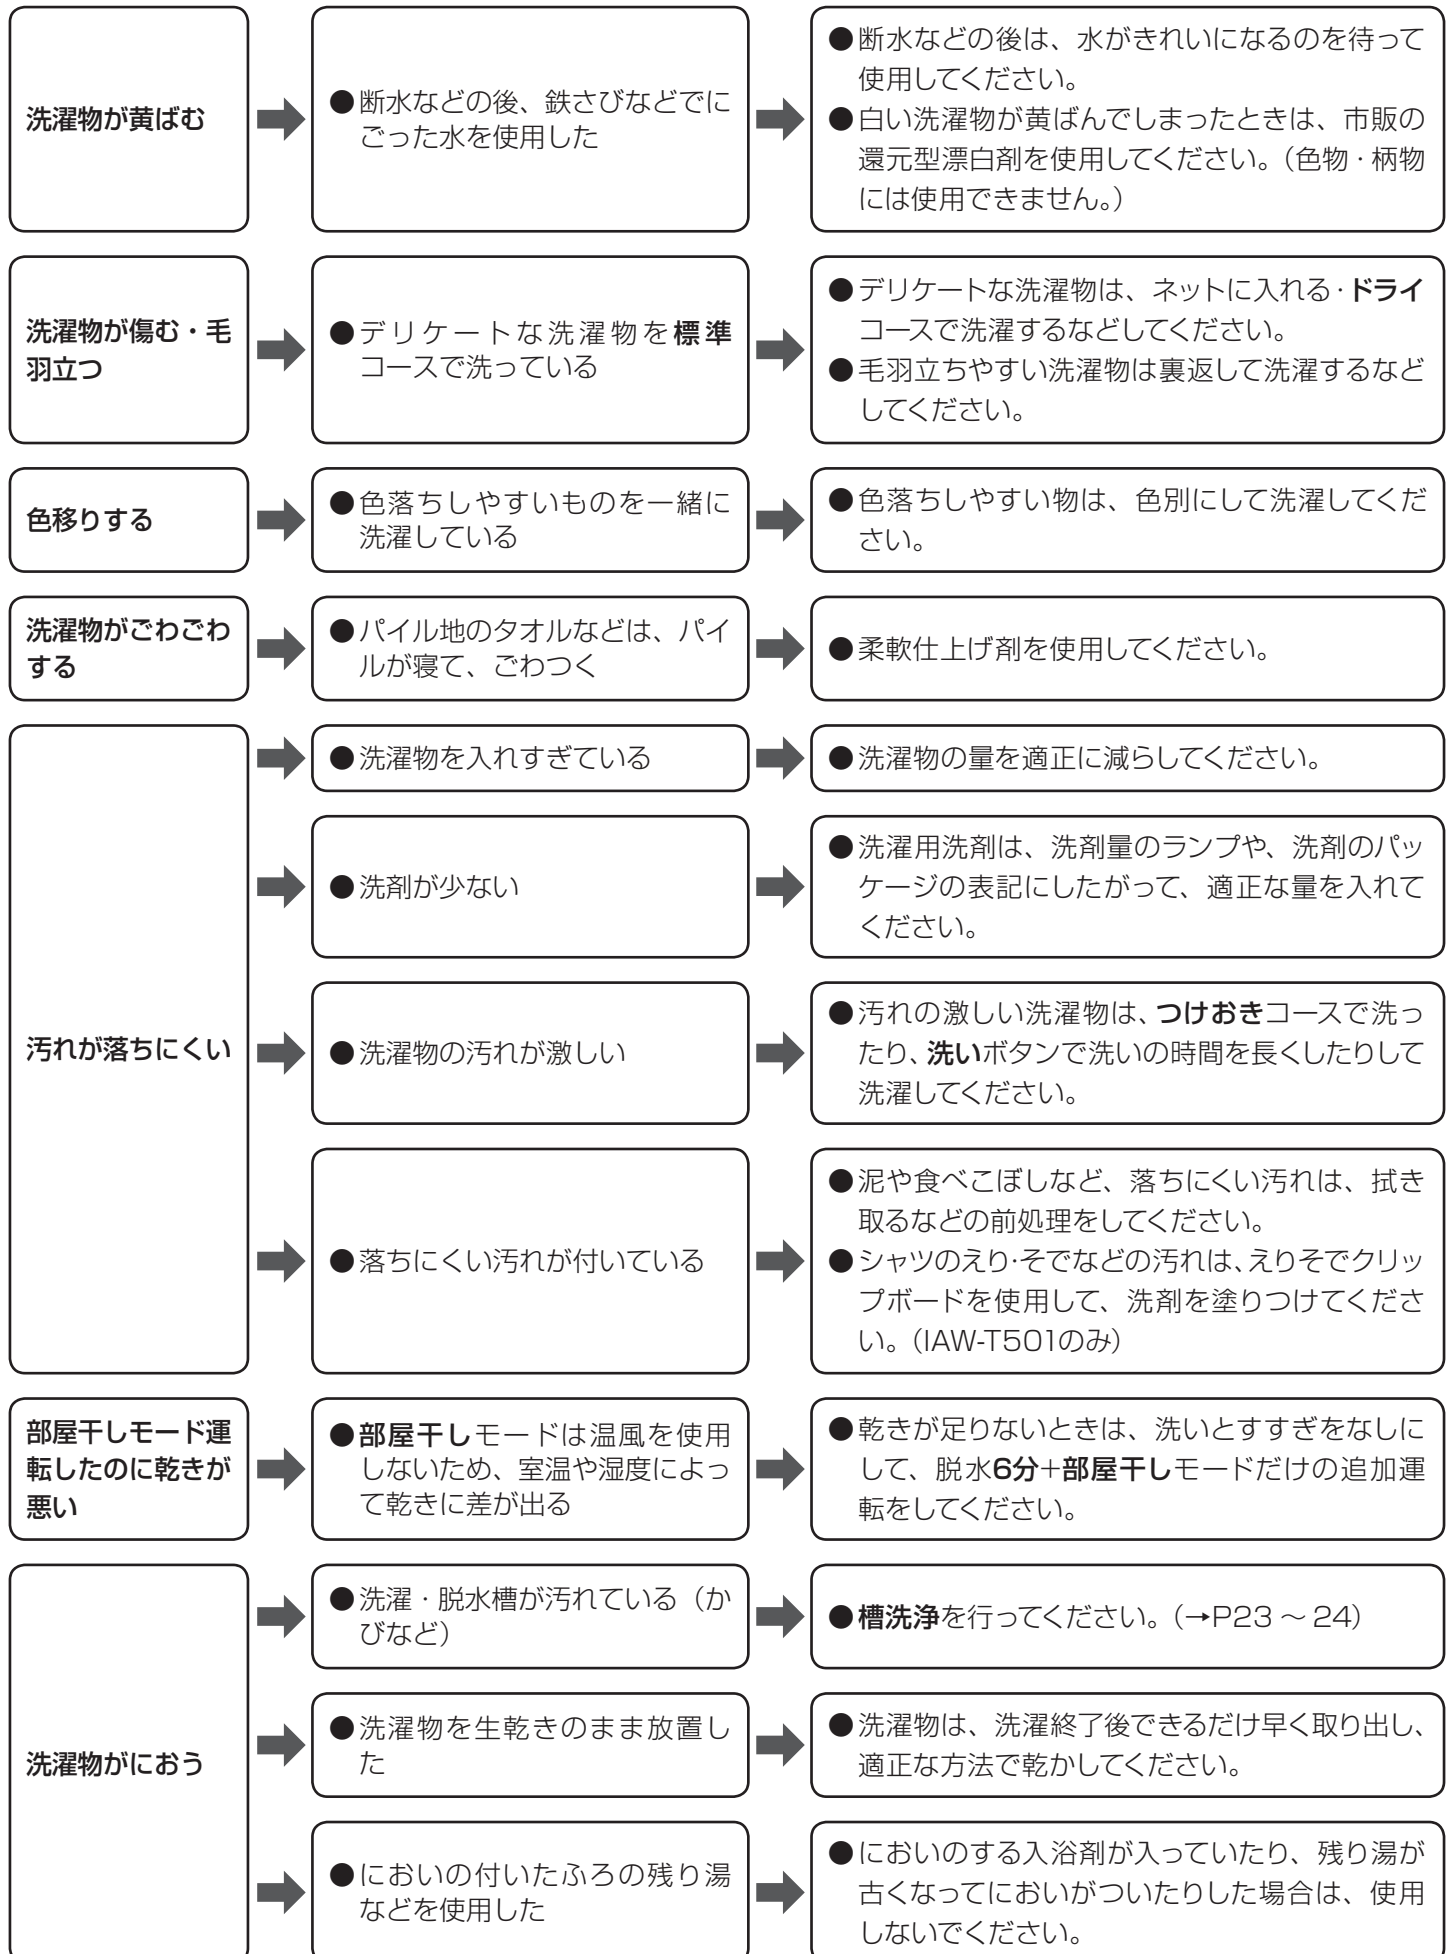 洗濯物が黄ばむ
●断水などの後、鉄さびなどでに
ごった水を使用した
●断水などの後は、水がきれいになるのを待って
使用してください。
●白い洗濯物が黄ばんでしまったときは、市販の
還元型漂白剤を使用してください。（色物・柄物
には使用できません。）
洗濯物が傷む・毛
羽立つ
●デリケートな洗濯物を標準
コースで洗っている
●デリケートな洗濯物は、ネットに入れる・ドライ
コースで洗濯するなどしてください。
●毛羽立ちやすい洗濯物は裏返して洗濯するなど
してください。
色移りする
●色落ちしやすいものを一緒に
洗濯している
●色落ちしやすい物は、色別にして洗濯してくだ
さい。
洗濯物がごわごわ
する
●パイル地のタオルなどは、パイ
ルが寝て、ごわつく
●柔軟仕上げ剤を使用してください。
汚れが落ちにくい
●洗濯物を入れすぎている
●洗濯物の量を適正に減らしてください。
●洗剤が少ない
●洗濯用洗剤は、洗剤量のランプや、洗剤のパッ
ケージの表記にしたがって、適正な量を入れて
ください。
●洗濯物の汚れが激しい
●汚れの激しい洗濯物は、つけおきコースで洗っ
たり、洗いボタンで洗いの時間を長くしたりして
洗濯してください。
●落ちにくい汚れが付いている
●泥や食べこぼしなど、落ちにくい汚れは、拭き
取るなどの前処理をしてください。
●シャツのえり・そでなどの汚れは、えりそでクリッ
プボードを使用して、洗剤を塗りつけてくださ
い。（IAW-T501のみ）
部屋干しモード運
転したのに乾きが
悪い
●部屋干しモードは温風を使用
しないため、室温や湿度によっ
て乾きに差が出る
●乾きが足りないときは、洗いとすすぎをなしに
して、脱水6分+部屋干しモードだけの追加運
転をしてください。
洗濯物がにおう
●洗濯・脱水槽が汚れている（か
びなど）
●槽洗浄を行ってください。（→P23 ～ 24）
●洗濯物を生乾きのまま放置し
た
●洗濯物は、洗濯終了後できるだけ早く取り出し、
適正な方法で乾かしてください。
●においの付いたふろの残り湯
などを使用した
●においのする入浴剤が入っていたり、残り湯が
古くなってにおいがついたりした場合は、使用
しないでください。